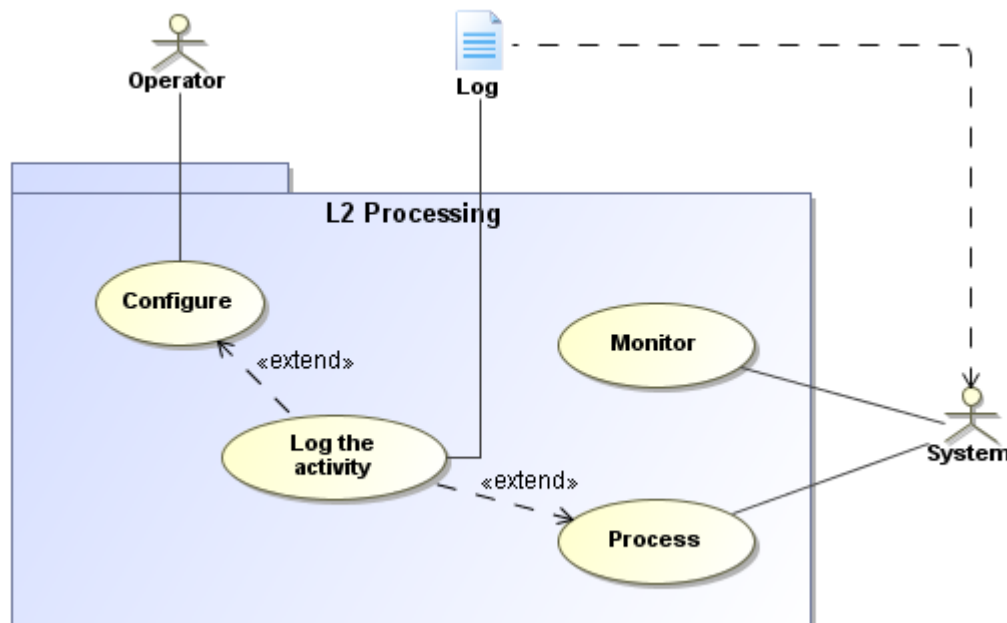 Operator
Log
L2 Processing
Configure
Monitor
«extend»
Log the
activity
System
«extend»
Process